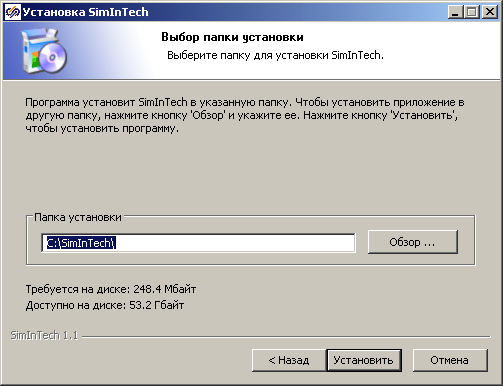 Установка SimInTech
Выбор папки установки
Выберите папку для установки SimInTech.
Программа установит SimInTech в указанную папку. Чтобы установить приложение в
другую папку, нажмите кнопку 'Обзор' и укажите ее. Нажмите кнопку 'Установить',
чтобы установить программу.
Папка установки
C:\SimInTech\
Обзор ...
Требуется на диске: 248.4 Мбайт
Доступно на диске: 53.2 Гбайт
SimInTech 1.1
< Назад
Установить
Отмена